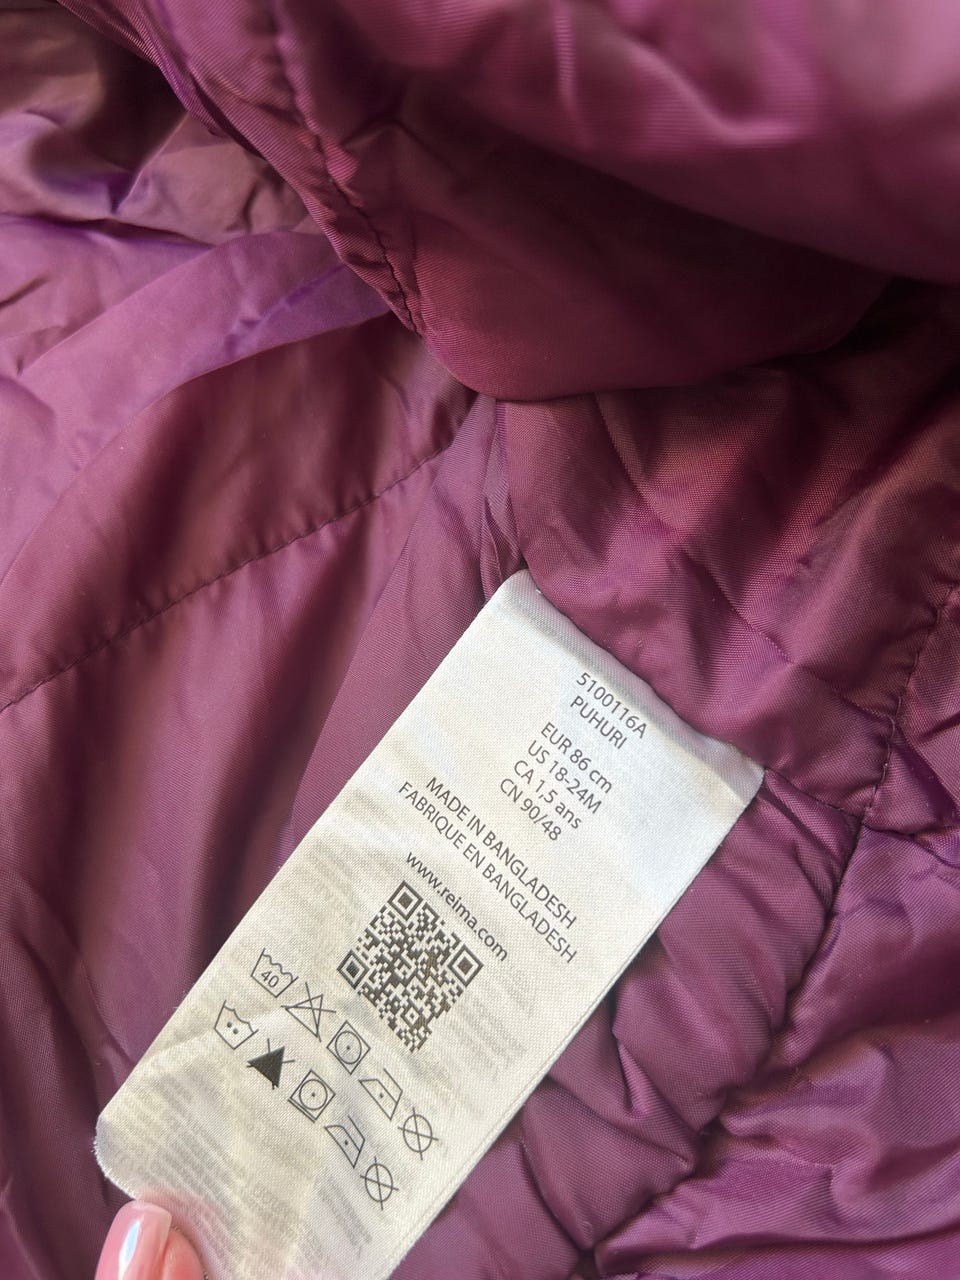 5100116A
PUHURI
EUR 86 cm
US 18-24M
CA 1.5 ans
CN 90/48
MADE IN BANGLADESH
FABRIQUE EN BANGLADESH
www.reima.com
40